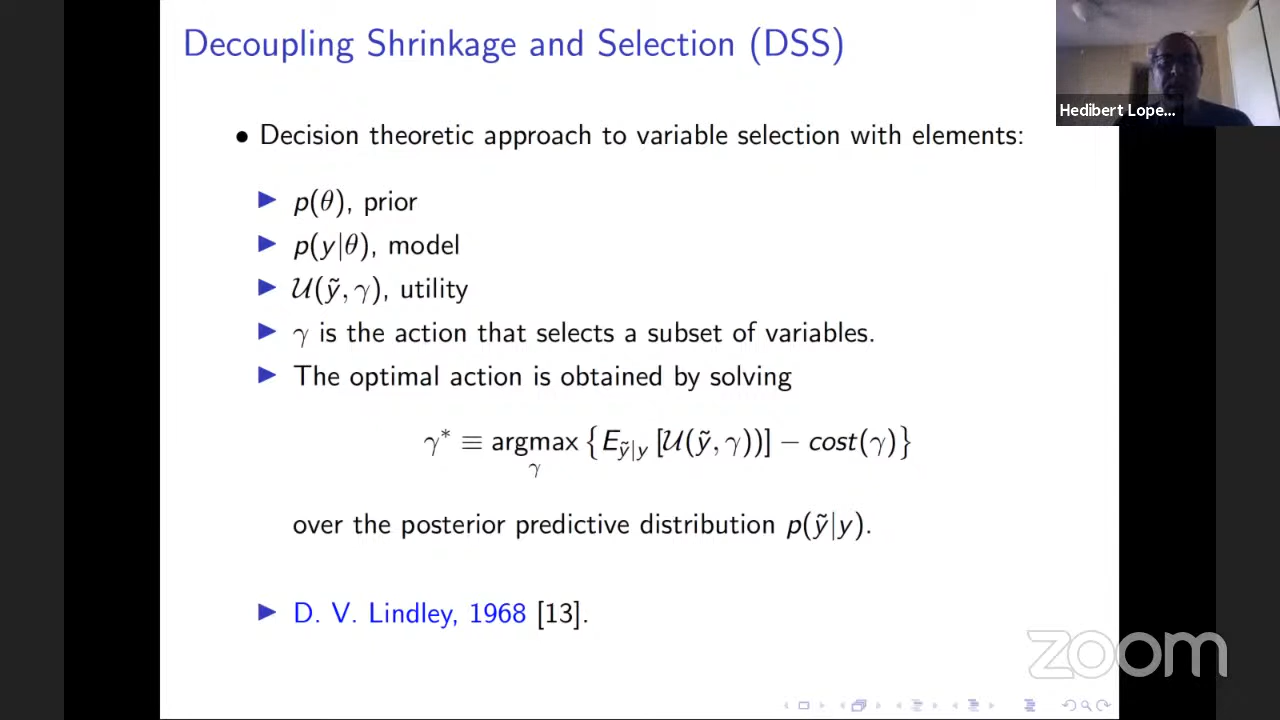 Decoupling Shrinkage and Selection (DSS)
Hedibert Lope...
• Decision theoretic approach to variable selection with elements:
▶ p(θ), prior
▶ p(y|θ), model
▶ 𝒰(ỹ, γ), utility
▶ γ is the action that selects a subset of variables.
▶ The optimal action is obtained by solving
γ* ≡ argmax_γ {E_{ỹ|y} [𝒰(ỹ, γ))] − cost(γ)}
over the posterior predictive distribution p(ỹ|y).
▶ D. V. Lindley, 1968 [13].
zoom